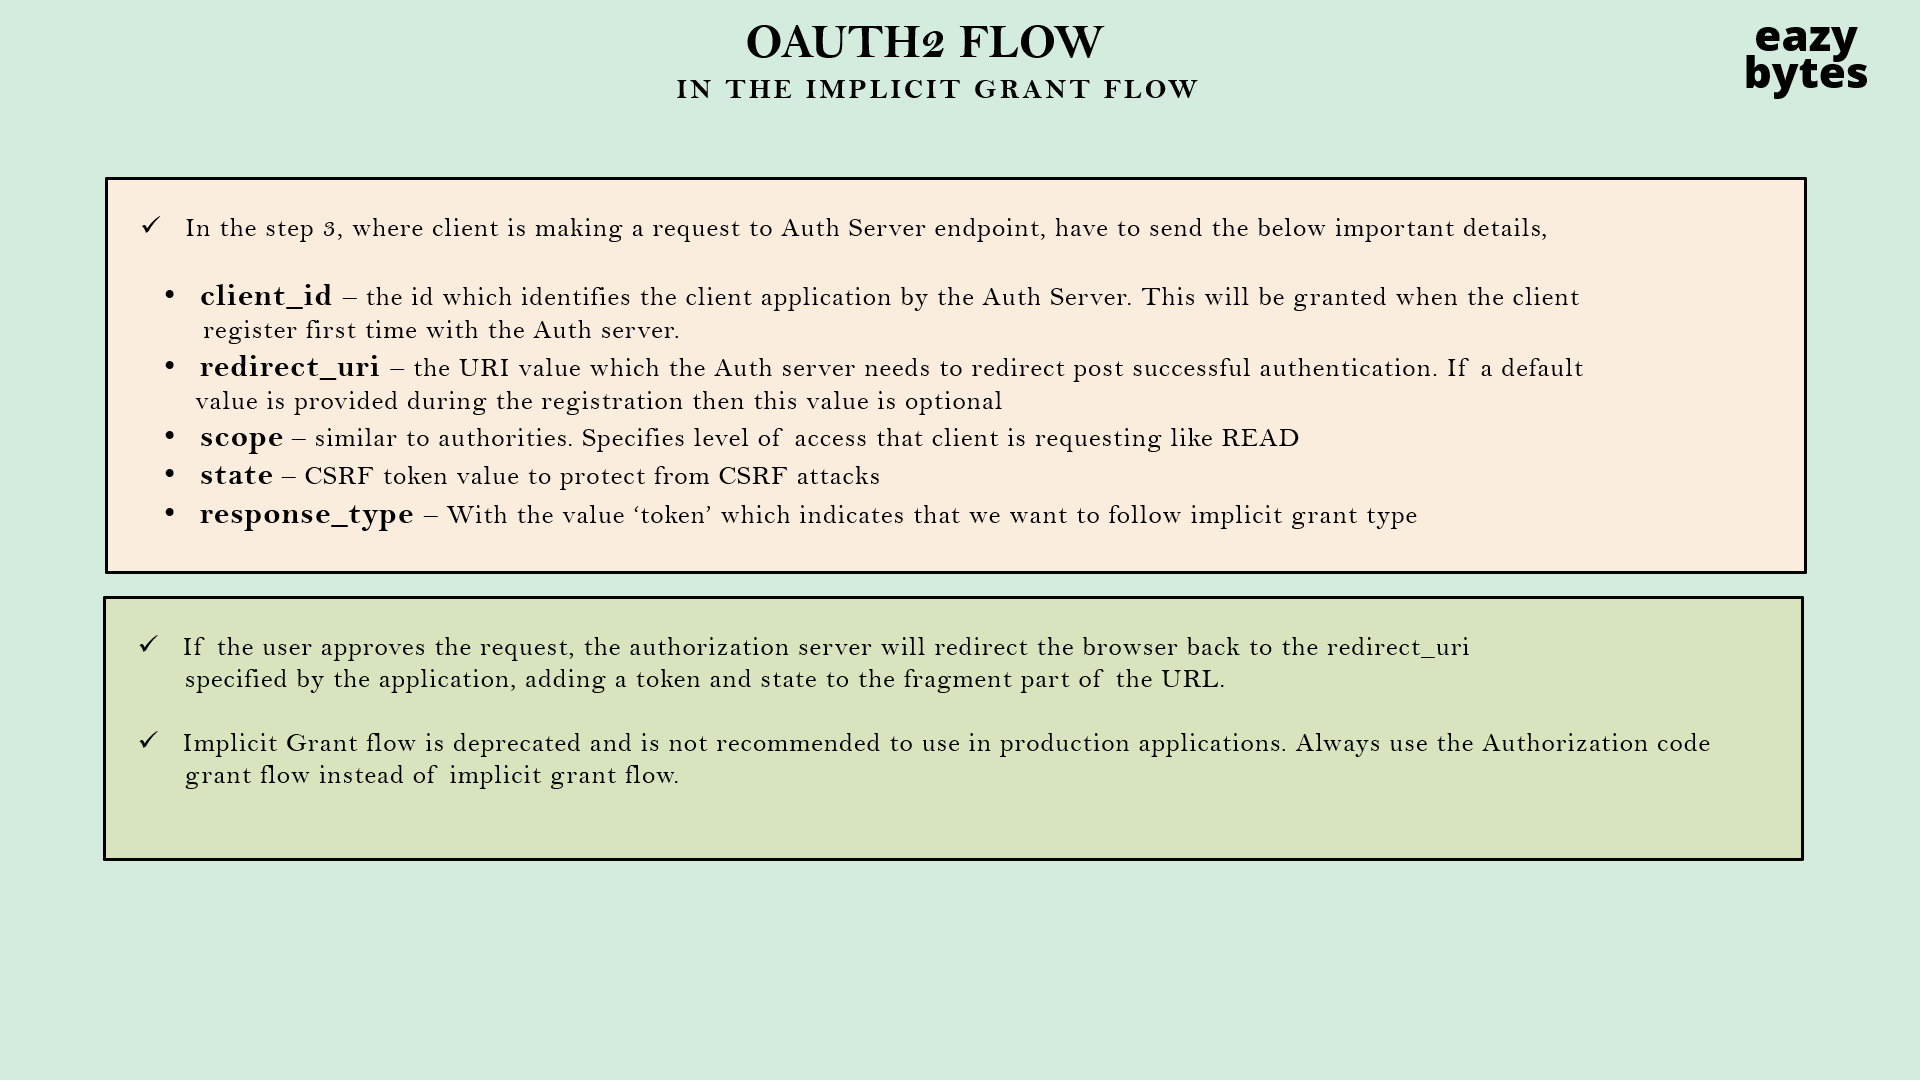 OAUTH2 FLOW
IN THE IMPLICIT GRANT FLOW
eazy
bytes
✓ In the step 3, where client is making a request to Auth Server endpoint, have to send the below important details,
• client_id – the id which identifies the client application by the Auth Server. This will be granted when the client
register first time with the Auth server.
• redirect_uri – the URI value which the Auth server needs to redirect post successful authentication. If a default
value is provided during the registration then this value is optional
• scope – similar to authorities. Specifies level of access that client is requesting like READ
• state – CSRF token value to protect from CSRF attacks
• response_type – With the value ‘token’ which indicates that we want to follow implicit grant type
✓ If the user approves the request, the authorization server will redirect the browser back to the redirect_uri
specified by the application, adding a token and state to the fragment part of the URL.
✓ Implicit Grant flow is deprecated and is not recommended to use in production applications. Always use the Authorization code
grant flow instead of implicit grant flow.